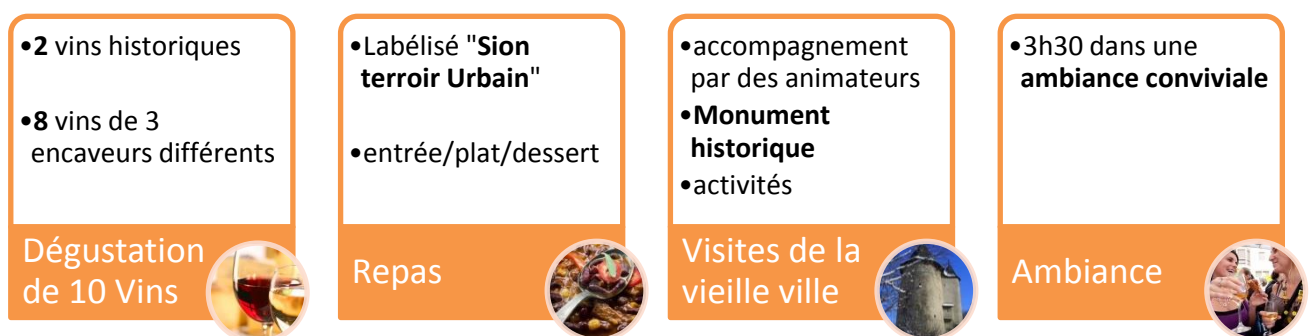 •2 vins historiques
•8 vins de 3
encaveurs différents
Dégustation
de 10 Vins
•Labélisé "Sion
terroir Urbain"
•entrée/plat/dessert
Repas
•accompagnement
par des animateurs
•Monument
historique
•activités
Visites de la
vieille ville
•3h30 dans une
ambiance conviviale
Ambiance